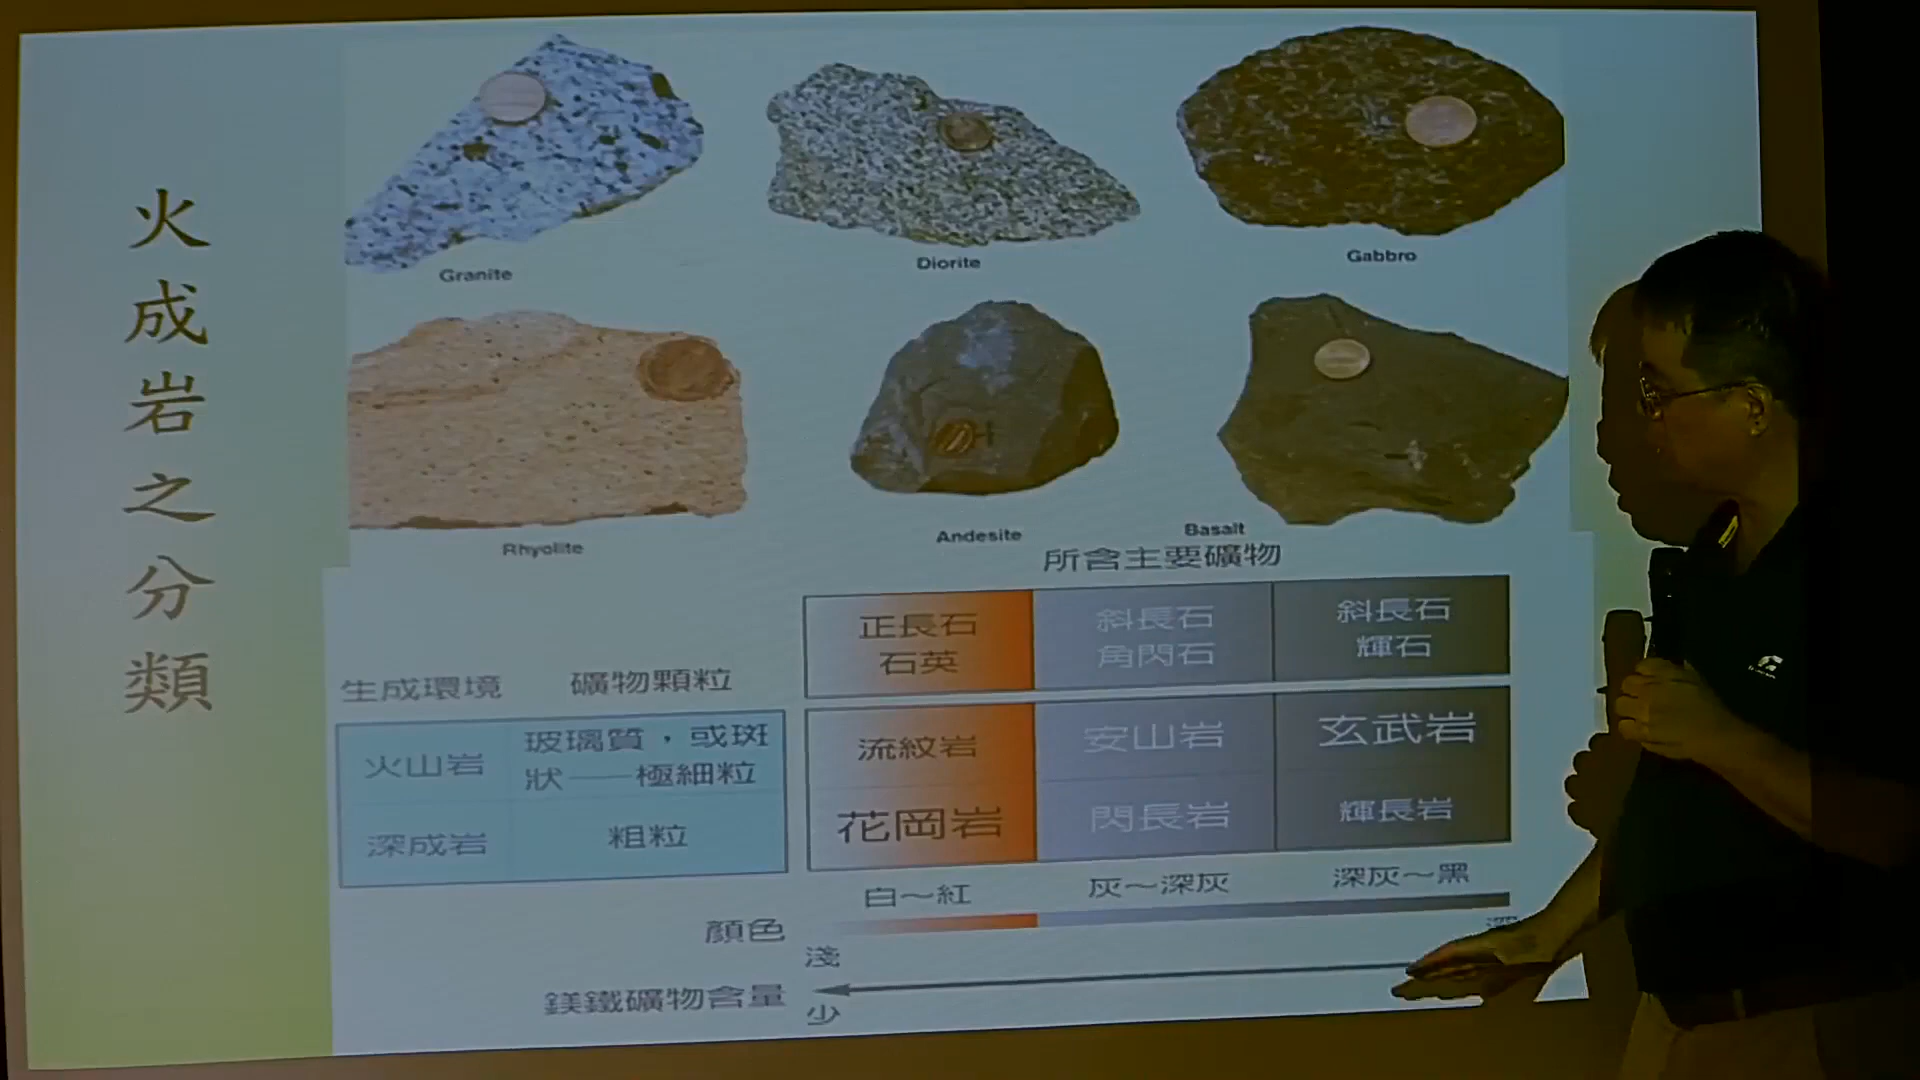 火成岩之分類
Granite
Diorite
Gabbro
Rhyolite
Andesite
Basalt
所含主要礦物
正長石
石英
斜長石
角閃石
斜長石
輝石
生成環境
礦物顆粒
火山岩
玻璃質，或斑
狀——極細粒
深成岩
粗粒
流紋岩
安山岩
玄武岩
花岡岩
閃長岩
輝長岩
白～紅
灰～深灰
深灰～黑
顏色
淺
鎂鐵礦物含量
少